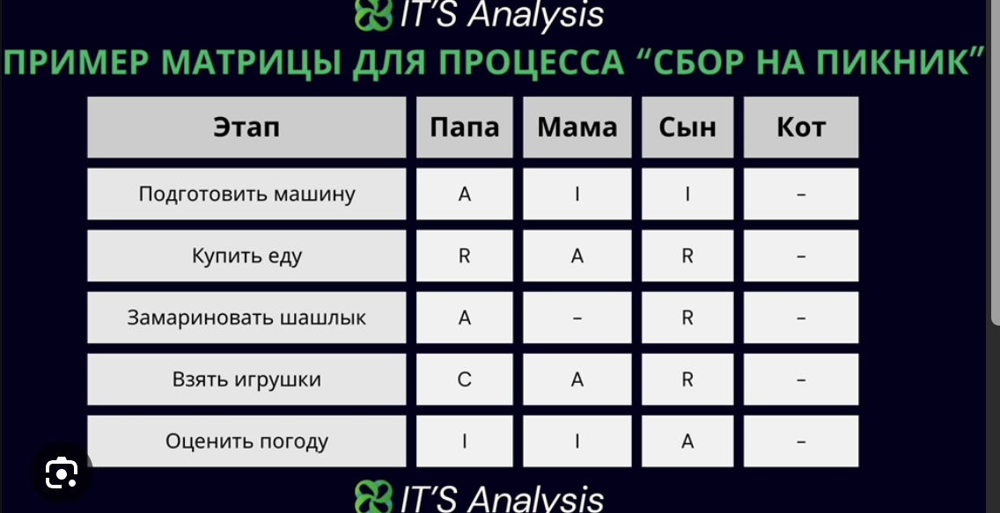 IT’S Analysis
ПРИМЕР МАТРИЦЫ ДЛЯ ПРОЦЕССА “СБОР НА ПИКНИК”
Этап Папа Мама Сын Кот
Подготовить машину A I I –
Купить еду R A R –
Замариновать шашлык A – R –
Взять игрушки C A R –
Оценить погоду I I A –
IT’S Analysis